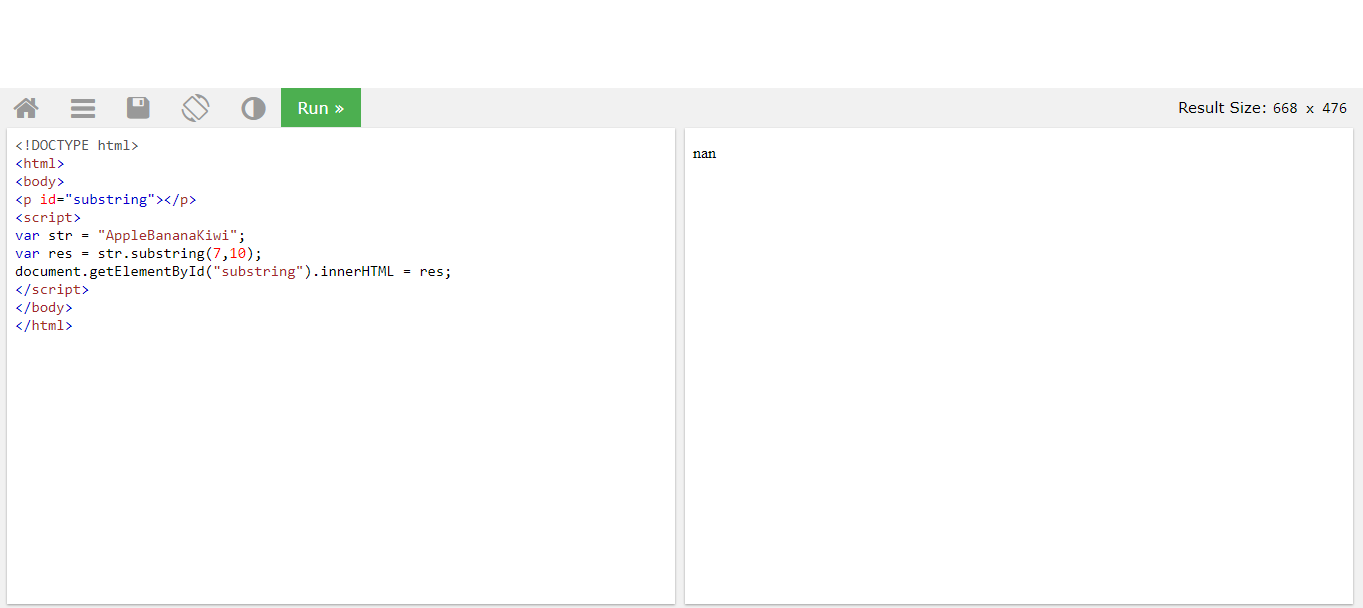 Run »
Result Size: 668 x 476
<!DOCTYPE html>
<html>
<body>
<p id="substring"></p>
<script>
var str = "AppleBananaKiwi";
var res = str.substring(7,10);
document.getElementById("substring").innerHTML = res;
</script>
</body>
</html>
nan